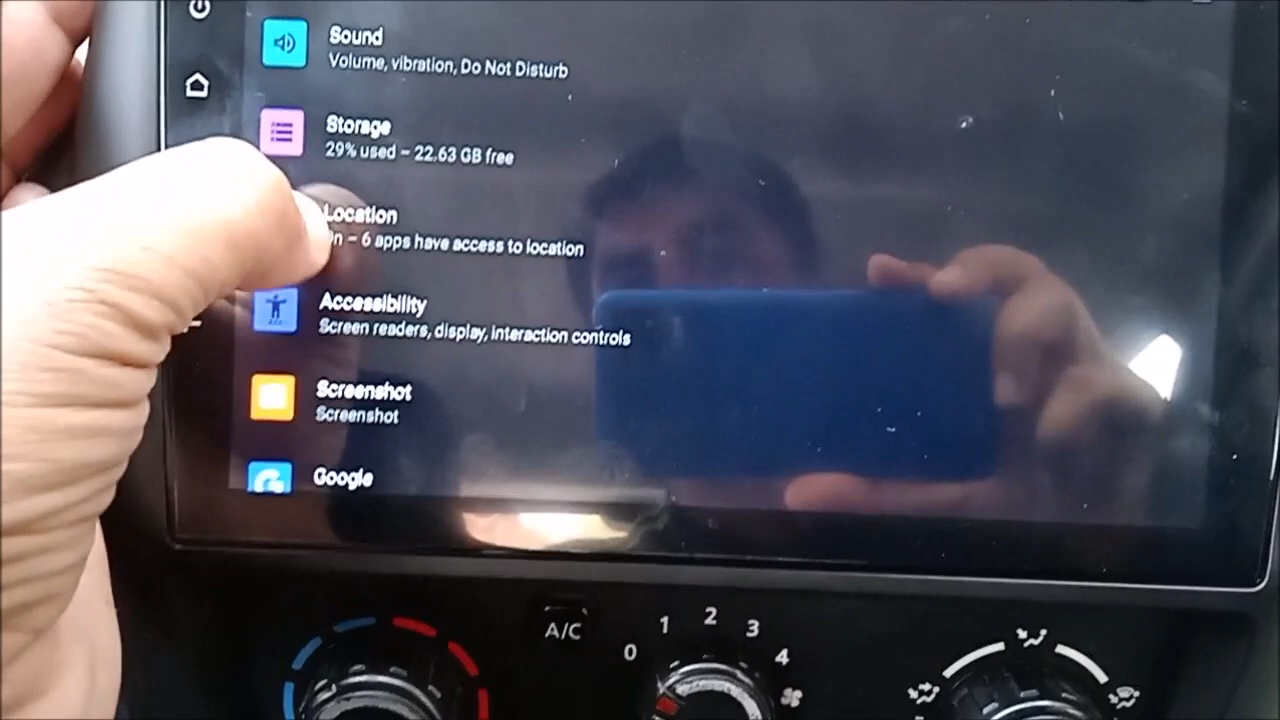 Sound
Volume, vibration, Do Not Disturb
Storage
29% used – 22.63 GB free
Location
On – 6 apps have access to location
Accessibility
Screen readers, display, interaction controls
Screenshot
Screenshot
Google
A/C
0
1
2
3
4